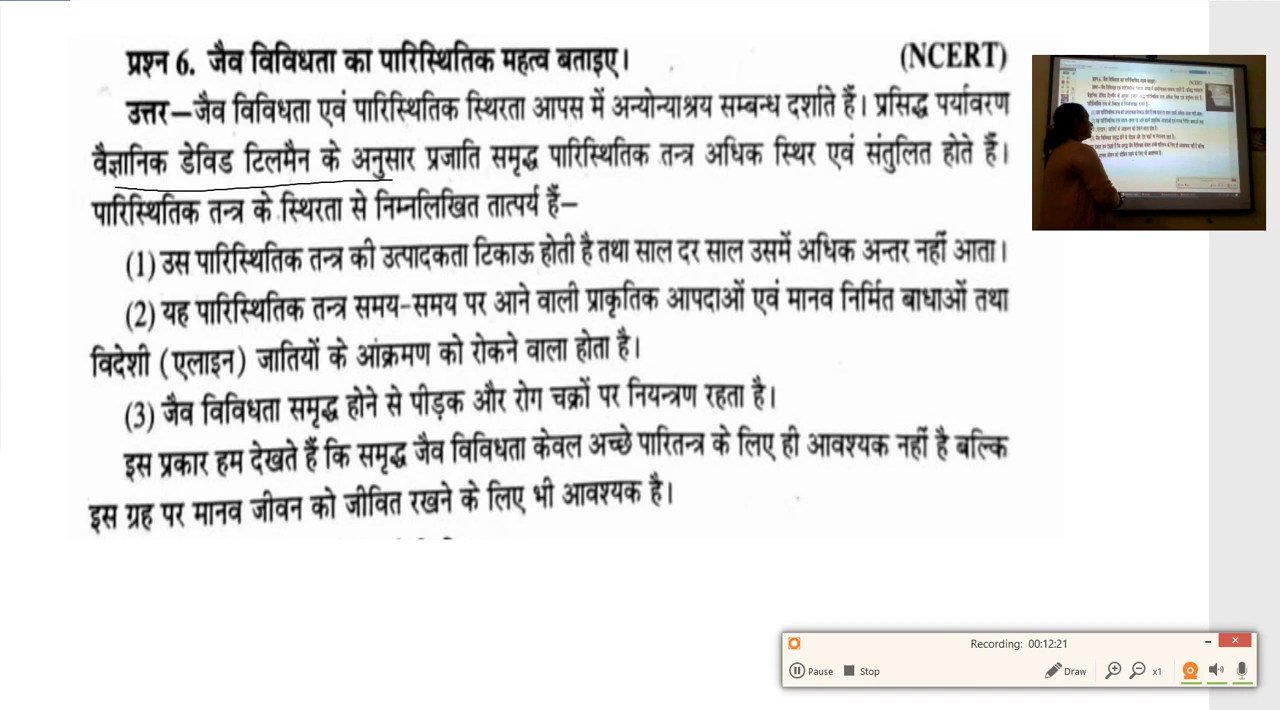 प्रश्न 6. जैव विविधता का पारिस्थितिक महत्व बताइए। (NCERT)
उत्तर–जैव विविधता एवं पारिस्थितिक स्थिरता आपस में अन्योन्याश्रय सम्बन्ध दर्शाते हैं। प्रसिद्ध पर्यावरण
वैज्ञानिक डेविड टिलमैन के अनुसार प्रजाति समृद्ध पारिस्थितिक तन्त्र अधिक स्थिर एवं संतुलित होते हैं।
पारिस्थितिक तन्त्र के स्थिरता से निम्नलिखित तात्पर्य हैं–
(1) उस पारिस्थितिक तन्त्र की उत्पादकता टिकाऊ होती है तथा साल दर साल उसमें अधिक अन्तर नहीं आता।
(2) यह पारिस्थितिक तन्त्र समय-समय पर आने वाली प्राकृतिक आपदाओं एवं मानव निर्मित बाधाओं तथा
विदेशी (एलाइन) जातियों के आंक्रमण को रोकने वाला होता है।
(3) जैव विविधता समृद्ध होने से पीड़क और रोग चक्रों पर नियन्त्रण रहता है।
इस प्रकार हम देखते हैं कि समृद्ध जैव विविधता केवल अच्छे पारितन्त्र के लिए ही आवश्यक नहीं है बल्कि
इस ग्रह पर मानव जीवन को जीवित रखने के लिए भी आवश्यक है।
Recording: 00:12:21
Pause Stop Draw x1